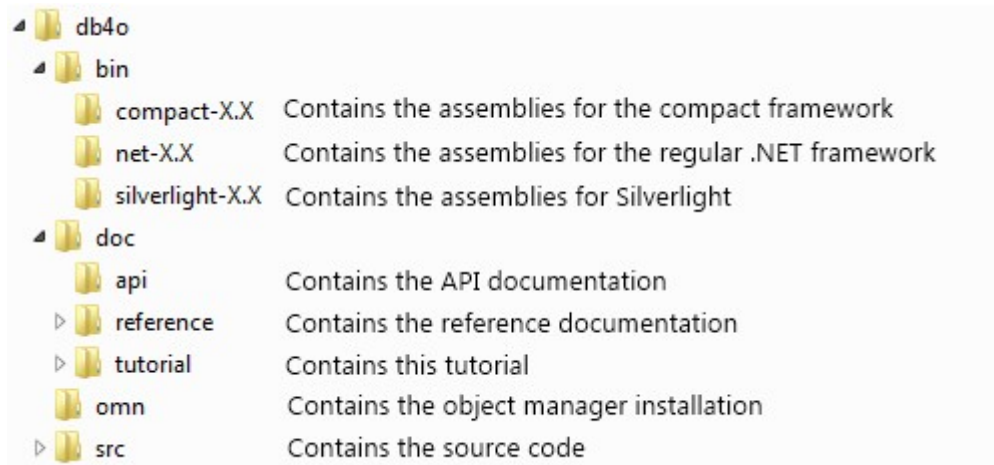 db4o
bin
compact-X.X Contains the assemblies for the compact framework
net-X.X Contains the assemblies for the regular .NET framework
silverlight-X.X Contains the assemblies for Silverlight
doc
api Contains the API documentation
reference Contains the reference documentation
tutorial Contains this tutorial
omn Contains the object manager installation
src Contains the source code